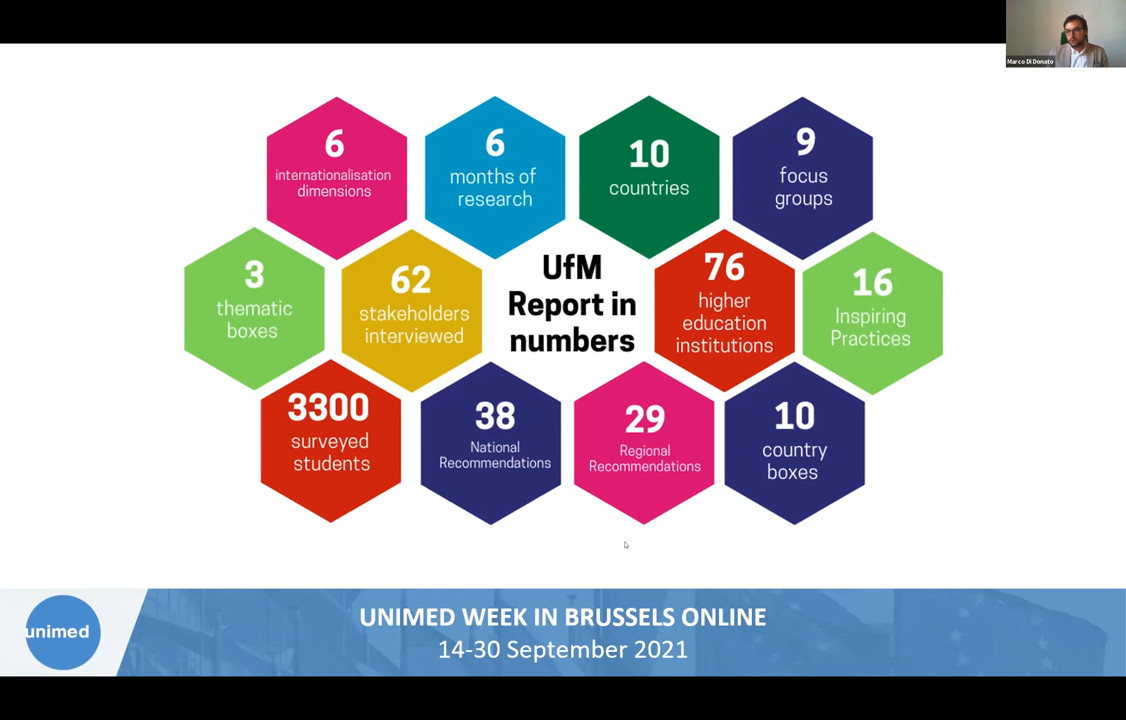 Marco Di Donato
6
internationalisation
dimensions
6
months of
research
10
countries
9
focus
groups
3
thematic
boxes
62
stakeholders
interviewed
UfM
Report in
numbers
76
higher
education
institutions
16
Inspiring
Practices
3300
surveyed
students
38
National
Recommendations
29
Regional
Recommendations
10
country
boxes
unimed
UNIMED WEEK IN BRUSSELS ONLINE
14-30 September 2021